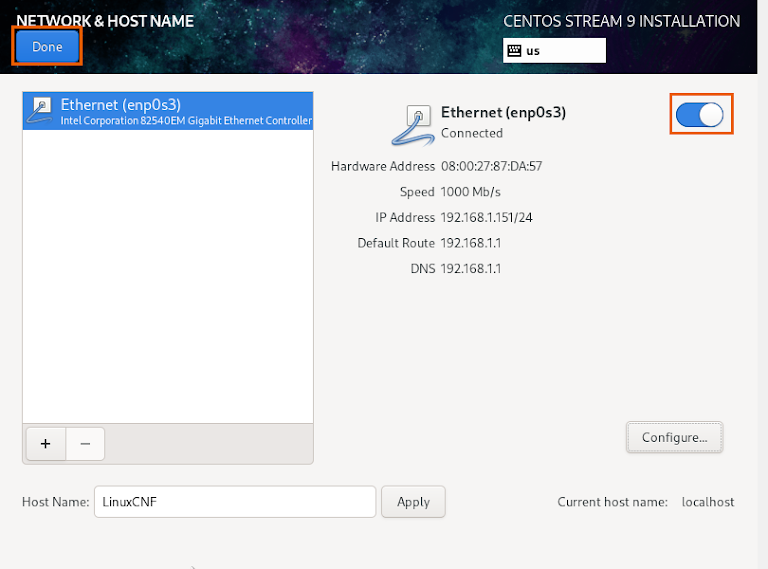 NETWORK & HOST NAME
CENTOS STREAM 9 INSTALLATION
Done
us
Ethernet (enp0s3)
Intel Corporation 82540EM Gigabit Ethernet Controller
Ethernet (enp0s3)
Connected
Hardware Address 08:00:27:87:DA:57
Speed 1000 Mb/s
IP Address 192.168.1.151/24
Default Route 192.168.1.1
DNS 192.168.1.1
+ −
Configure...
Host Name: LinuxCNF Apply Current host name: localhost